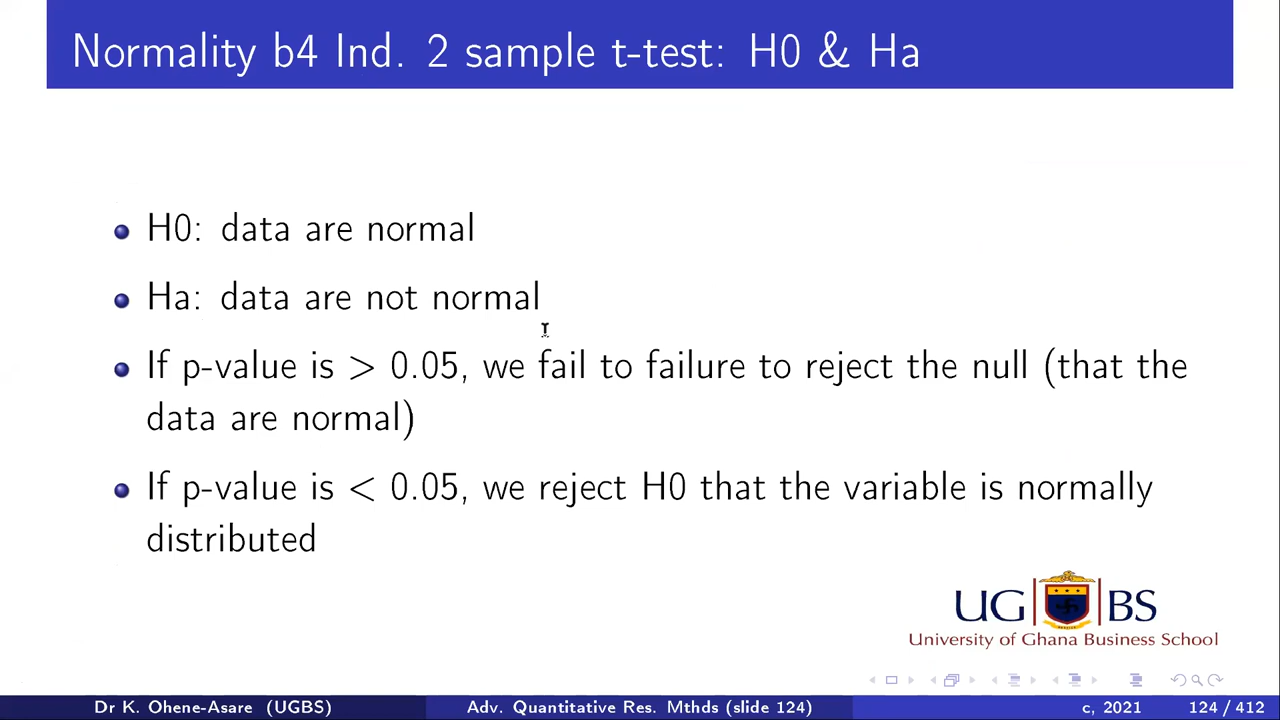 Normality b4 Ind. 2 sample t-test: H0 & Ha
H0: data are normal
Ha: data are not normal
If p-value is > 0.05, we fail to failure to reject the null (that the
data are normal)
If p-value is < 0.05, we reject H0 that the variable is normally
distributed
UG BS
University of Ghana Business School
Dr K. Ohene-Asare (UGBS) Adv. Quantitative Res. Mthds (slide 124) c, 2021 124 / 412